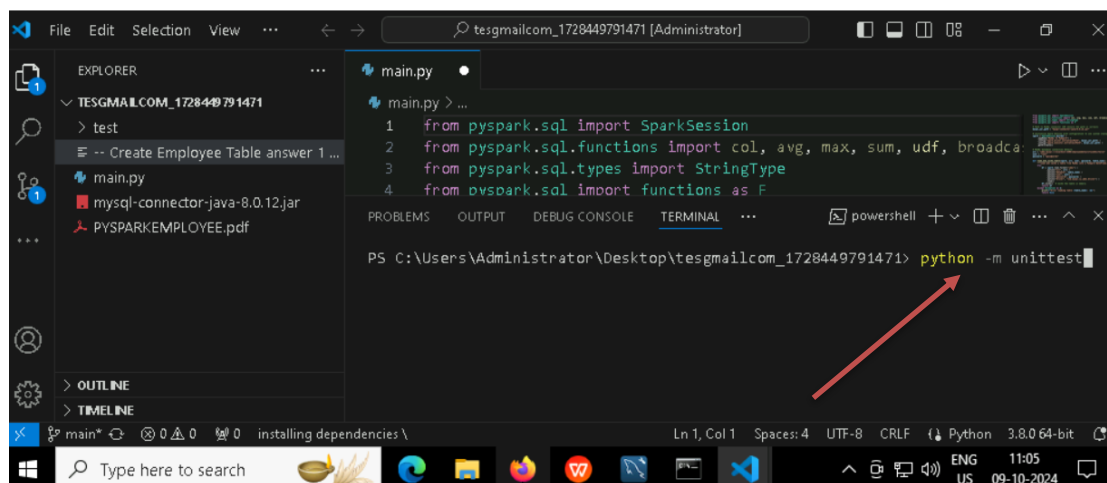 File Edit Selection View ··· tesgmailcom_1728449791471 [Administrator]
EXPLORER ···
TESGMAILCOM_1728449791471
test
-- Create Employee Table answer 1 ...
main.py
mysql-connector-java-8.0.12.jar
PYSPARKEMPLOYEE.pdf
OUTLINE
TIMELINE
main.py
main.py > ...
1 from pyspark.sql import SparkSession
2 from pyspark.sql.functions import col, avg, max, sum, udf, broadca
3 from pyspark.sql.types import StringType
4 from pyspark.sql import functions as F
PROBLEMS OUTPUT DEBUG CONSOLE TERMINAL ··· powershell
PS C:\Users\Administrator\Desktop\tesgmailcom_1728449791471> python -m unittest
main* 0 0 0 installing dependencies \ Ln 1, Col 1 Spaces: 4 UTF-8 CRLF Python 3.8.0 64-bit
Type here to search ENG 11:05
US 09-10-2024